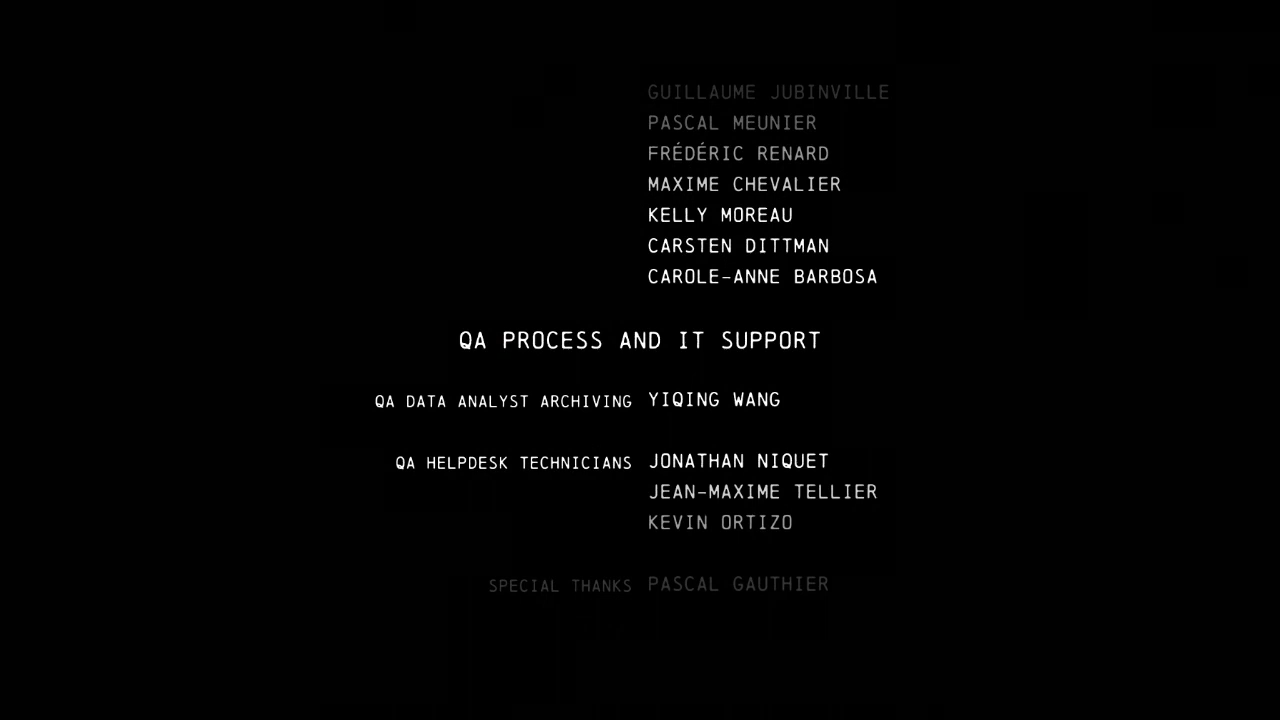 GUILLAUME JUBINVILLE
PASCAL MEUNIER
FRÉDÉRIC RENARD
MAXIME CHEVALIER
KELLY MOREAU
CARSTEN DITTMAN
CAROLE-ANNE BARBOSA
QA PROCESS AND IT SUPPORT
QA DATA ANALYST ARCHIVING YIQING WANG
QA HELPDESK TECHNICIANS JONATHAN NIQUET
JEAN-MAXIME TELLIER
KEVIN ORTIZO
SPECIAL THANKS PASCAL GAUTHIER